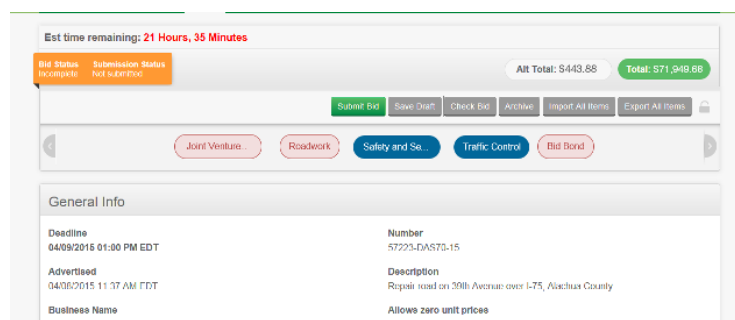 Est time remaining: 21 Hours, 35 Minutes
Bid Status Submission Status
Incomplete Not submitted
Alt Total: $443.88 Total: $71,949.68
Submit Bid Save Draft Check Bid Archive Import All Items Export All Items
Joint Venture.. Roadwork Safety and Se... Traffic Control Bid Bond
General Info
Deadline Number
04/09/2015 01:00 PM EDT 57223-DAS70-15
Advertised Description
04/08/2015 11:37 AM EDT Repair road on 39th Avenue over I-75, Alachua County
Business Name Allows zero unit prices